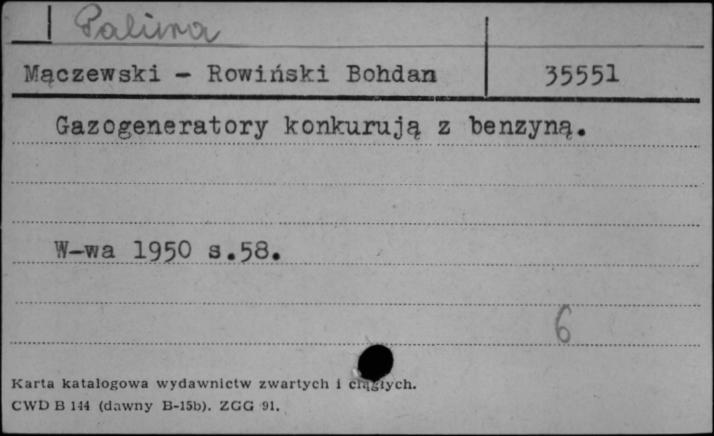 Paliwa
Mączewski - Rowiński Bohdan 35551
Gazogeneratory konkurują z benzyną.
W-wa 1950 s.58.
6
Karta katalogowa wydawnictw zwartych i ciągłych.
CWD B 144 (dawny B-15b). ZGG 91.